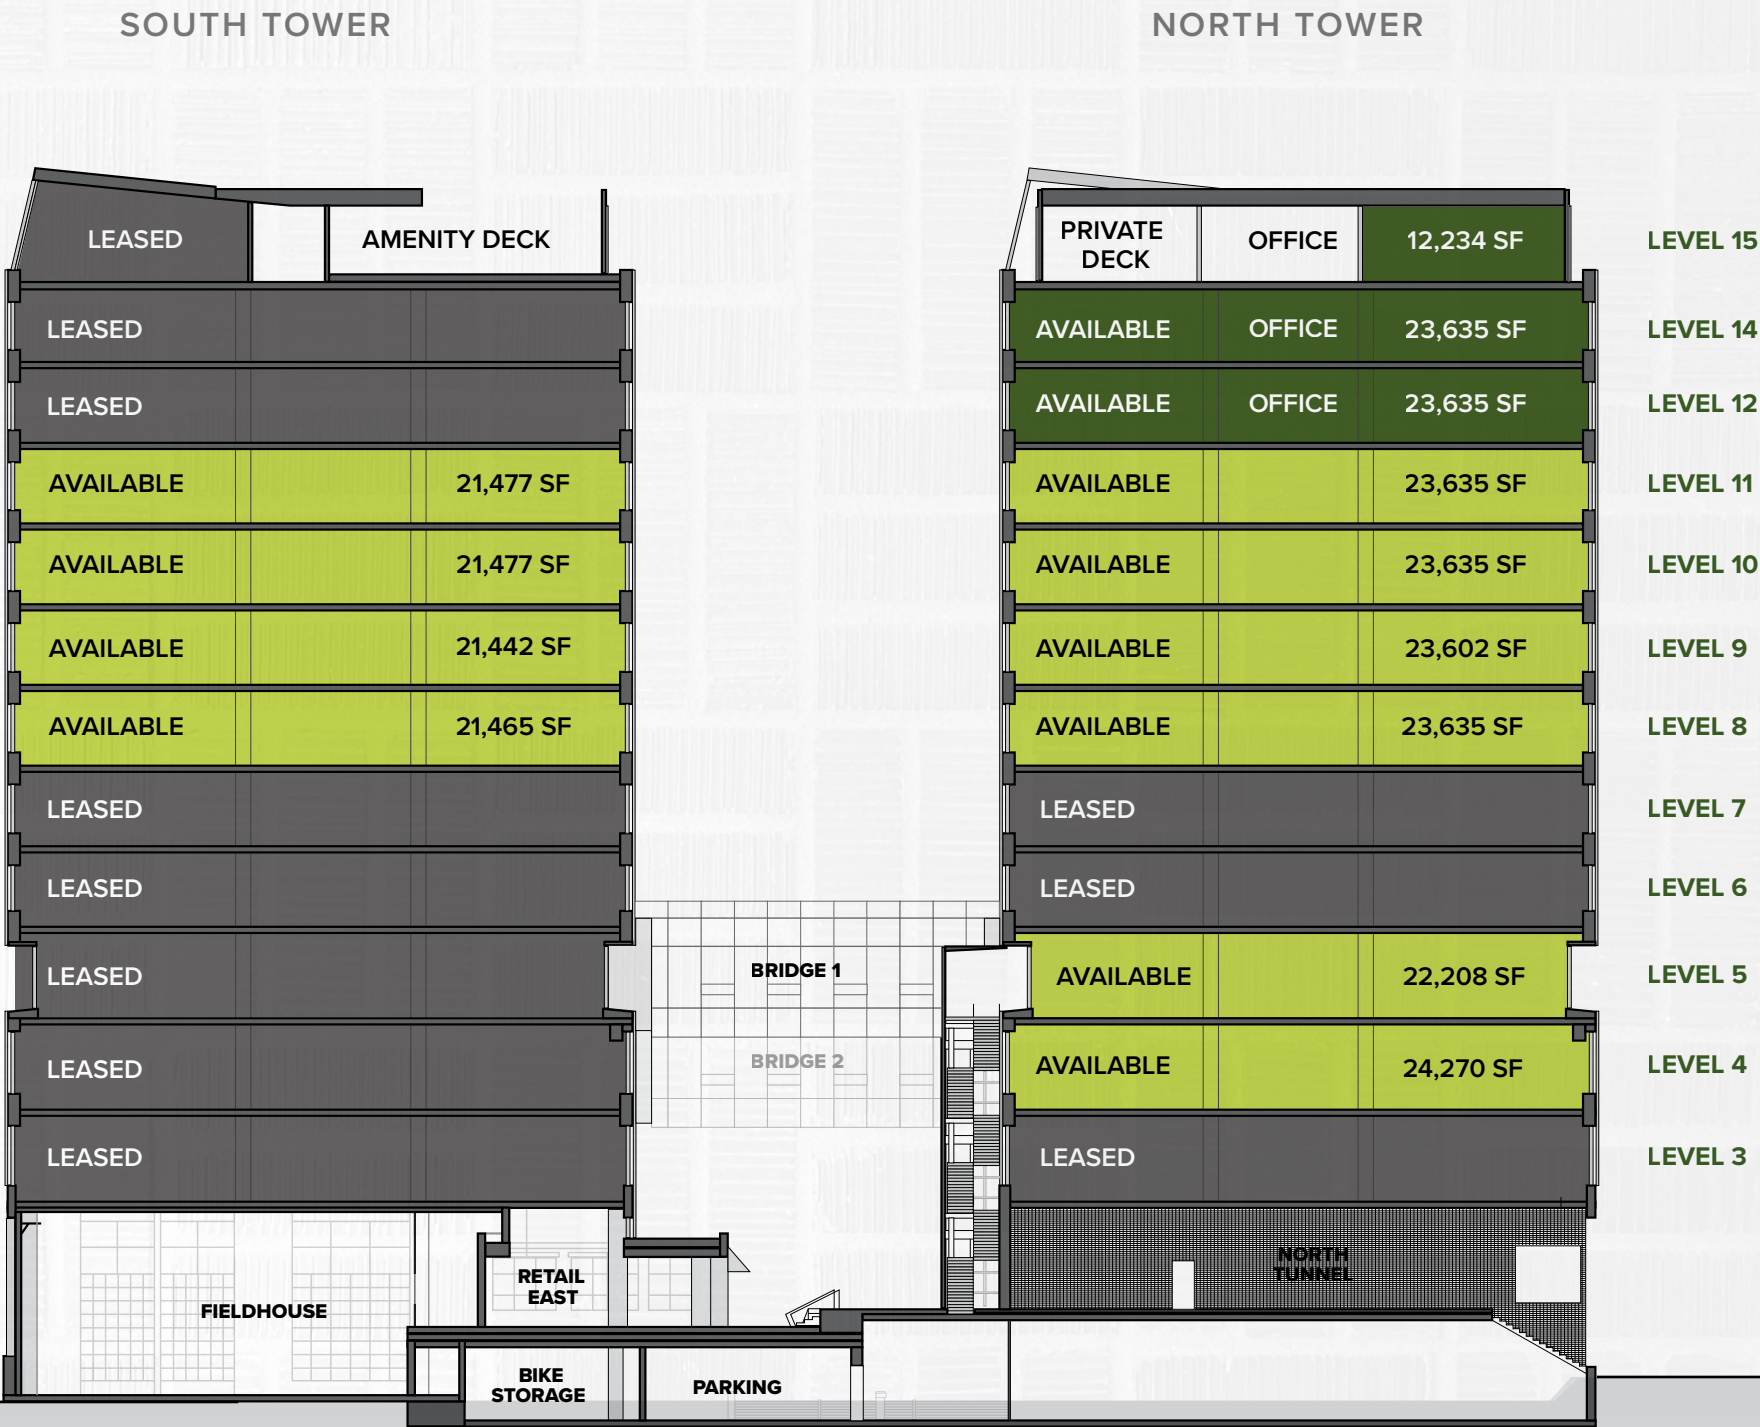 SOUTH TOWER
NORTH TOWER
LEASED
AMENITY DECK
PRIVATE
DECK
OFFICE
12,234 SF
LEVEL 15
LEASED
AVAILABLE
OFFICE
23,635 SF
LEVEL 14
LEASED
AVAILABLE
OFFICE
23,635 SF
LEVEL 12
AVAILABLE
21,477 SF
AVAILABLE
23,635 SF
LEVEL 11
AVAILABLE
21,477 SF
AVAILABLE
23,635 SF
LEVEL 10
AVAILABLE
21,442 SF
AVAILABLE
23,602 SF
LEVEL 9
AVAILABLE
21,465 SF
AVAILABLE
23,635 SF
LEVEL 8
LEASED
LEASED
LEVEL 7
LEASED
LEASED
LEVEL 6
LEASED
BRIDGE 1
AVAILABLE
22,208 SF
LEVEL 5
LEASED
BRIDGE 2
AVAILABLE
24,270 SF
LEVEL 4
LEASED
LEASED
LEVEL 3
FIELDHOUSE
RETAIL
EAST
NORTH
TUNNEL
BIKE
STORAGE
PARKING